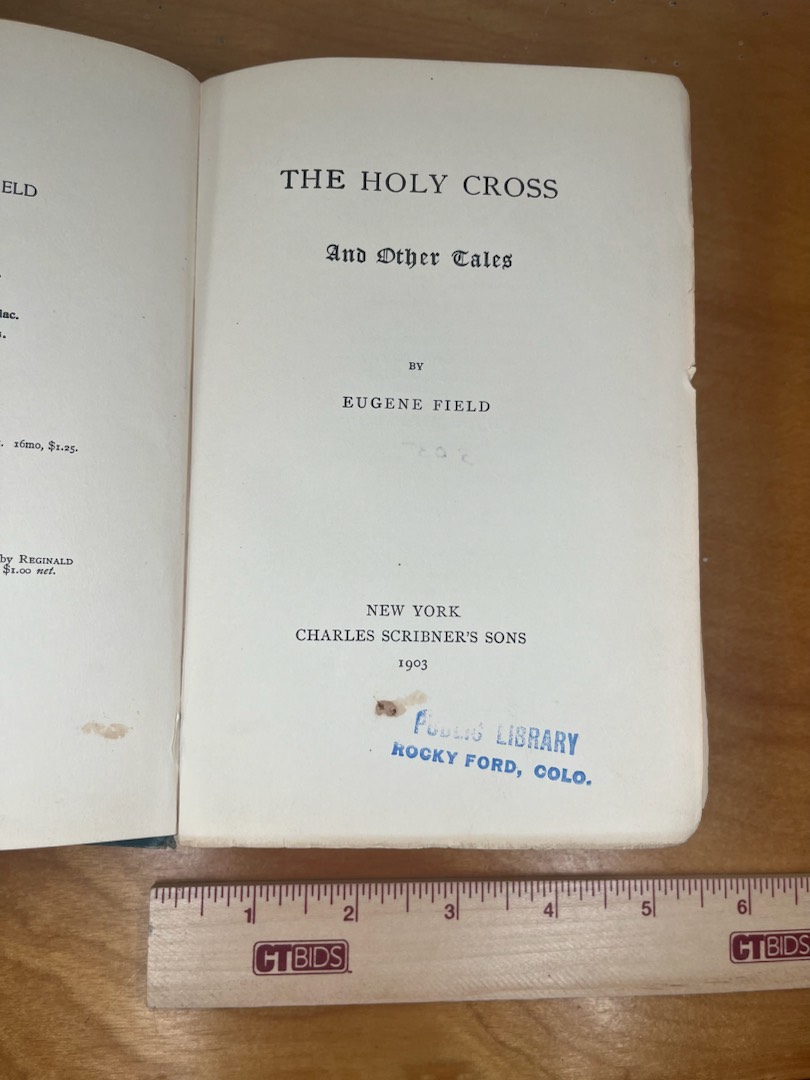 ELD
lac.
s.
16mo, $1.25.
by REGINALD
$1.00 net.
THE HOLY CROSS
And Other Tales
BY
EUGENE FIELD
NEW YORK
CHARLES SCRIBNER'S SONS
1903
PUBLIC LIBRARY
ROCKY FORD, COLO.
1 2 3 4 5 6
CTBIDS CTBIDS